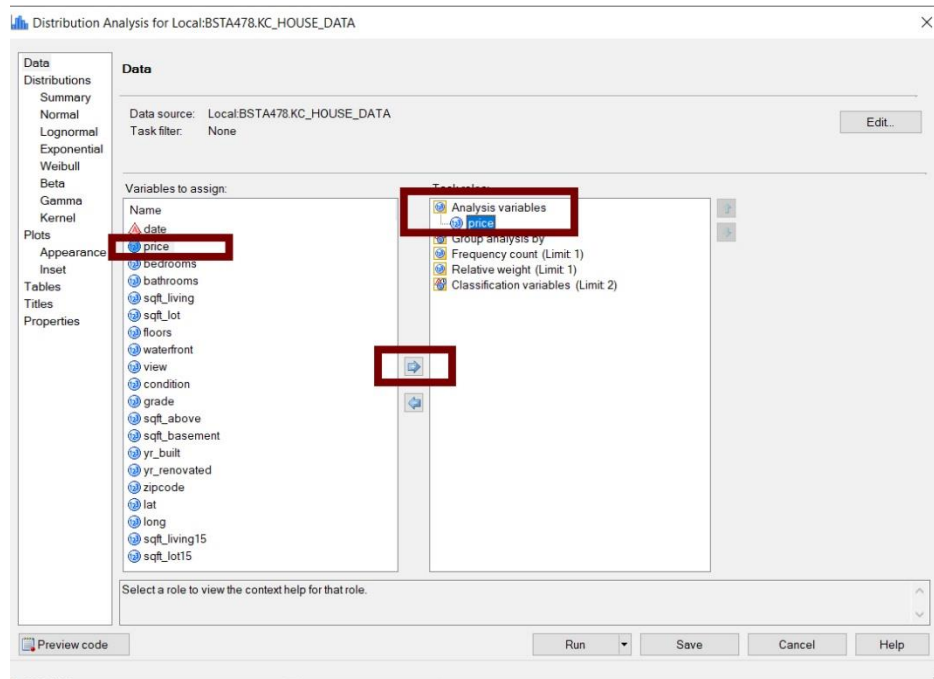 Distribution Analysis for Local:BSTA478.KC_HOUSE_DATA
Data
Distributions
Summary
Normal
Lognormal
Exponential
Weibull
Beta
Gamma
Kernel
Plots
Appearance
Inset
Tables
Titles
Properties
Data
Data source: Local:BSTA478.KC_HOUSE_DATA
Task filter: None
Edit...
Variables to assign:
Name
date
price
bedrooms
bathrooms
sqft_living
sqft_lot
floors
waterfront
view
condition
grade
sqft_above
sqft_basement
yr_built
yr_renovated
zipcode
lat
long
sqft_living15
sqft_lot15
Analysis variables
price
Group analysis by
Frequency count (Limit: 1)
Relative weight (Limit: 1)
Classification variables (Limit: 2)
Select a role to view the context help for that role.
Preview code
Run
Save
Cancel
Help